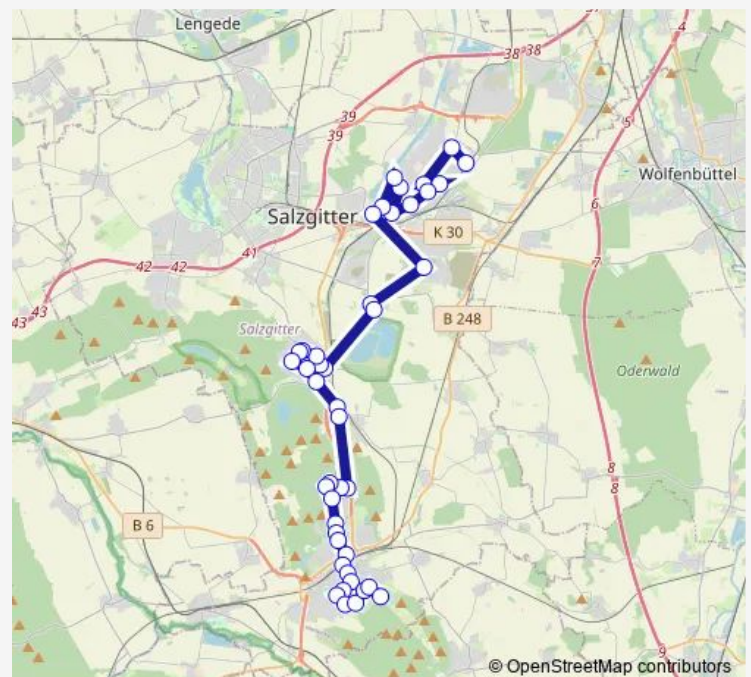 37
Lengede
4
38 38
39
39
5
Wolfenbüttel
Salzgitter
6
K 30
41
42 42
7
43
43
B 248
Salzgitter
Oderwald
8
8
B 6
9
© OpenStreetMap contributors